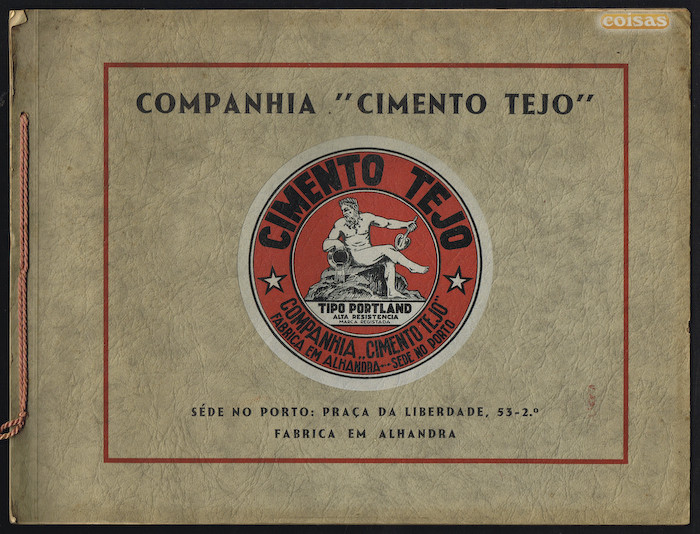 coisas
COMPANHIA "CIMENTO TEJO"
CIMENTO TEJO
TIPO PORTLAND
ALTA RESISTENCIA
MARCA REGISTADA
COMPANHIA „CIMENTO TEJO"
FABRICA EM ALHANDRA--SEDE NO PORTO
SÉDE NO PORTO: PRAÇA DA LIBERDADE, 53-2.º
FABRICA EM ALHANDRA